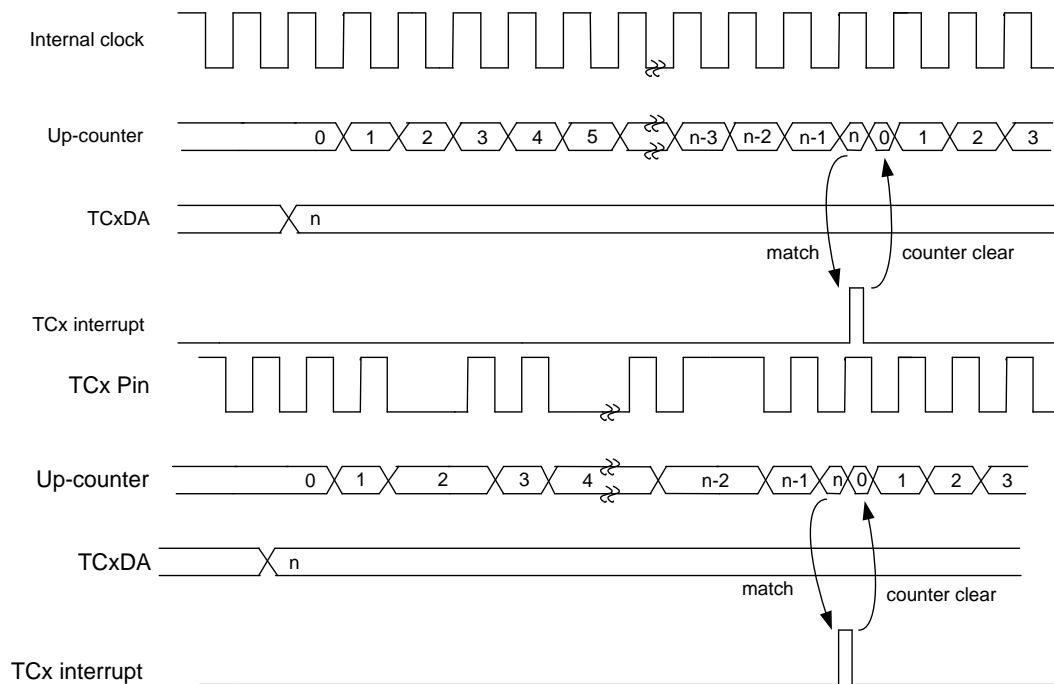 Internal clock
Up-counter 0 1 2 3 4 5 n-3 n-2 n-1 n 0 1 2 3
TCxDA n
match counter clear
TCx interrupt
TCx Pin
Up-counter 0 1 2 3 4 n-2 n-1 n 0 1 2 3
TCxDA n
match counter clear
TCx interrupt